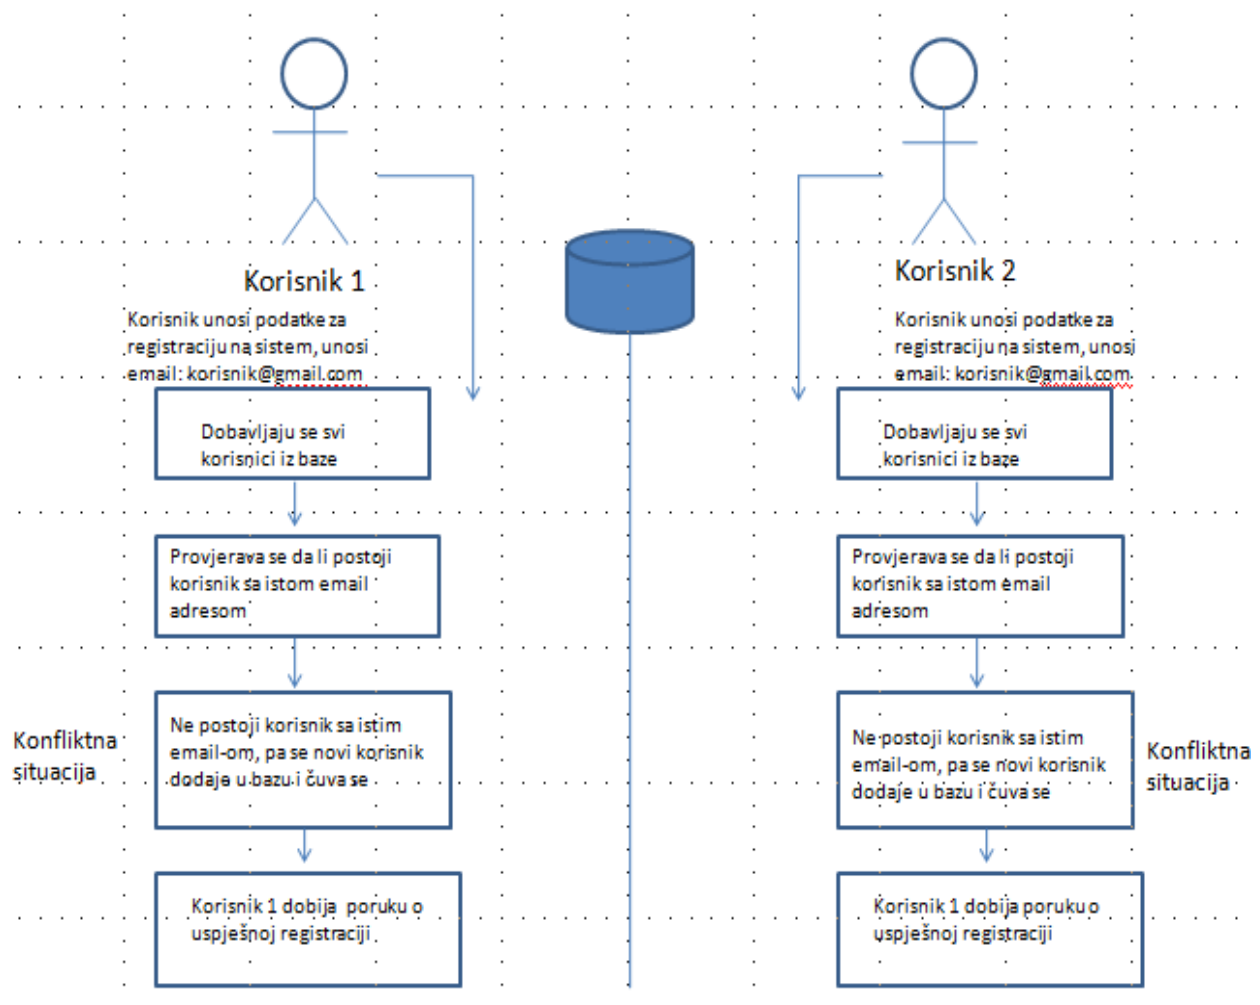 Korisnik 1
Korisnik unosi podatke za
registraciju na sistem, unosi
email: korisnik@gmail.com
Dobavljaju se svi
korisnici iz baze
Provjerava se da li postoji
korisnik sa istom email
adresom
Konfliktna
situacija
Ne postoji korisnik sa istim
email-om, pa se novi korisnik
dodaje u bazu i čuva se
Korisnik 1 dobija poruku o
uspješnoj registraciji
Korisnik 2
Korisnik unosi podatke za
registraciju na sistem, unosi
email: korisnik@gmail.com
Dobavljaju se svi
korisnici iz baze
Provjerava se da li postoji
korisnik sa istom email
adresom
Ne postoji korisnik sa istim
email-om, pa se novi korisnik
dodaje u bazu i čuva se
Konfliktna
situacija
Korisnik 1 dobija poruku o
uspješnoj registraciji